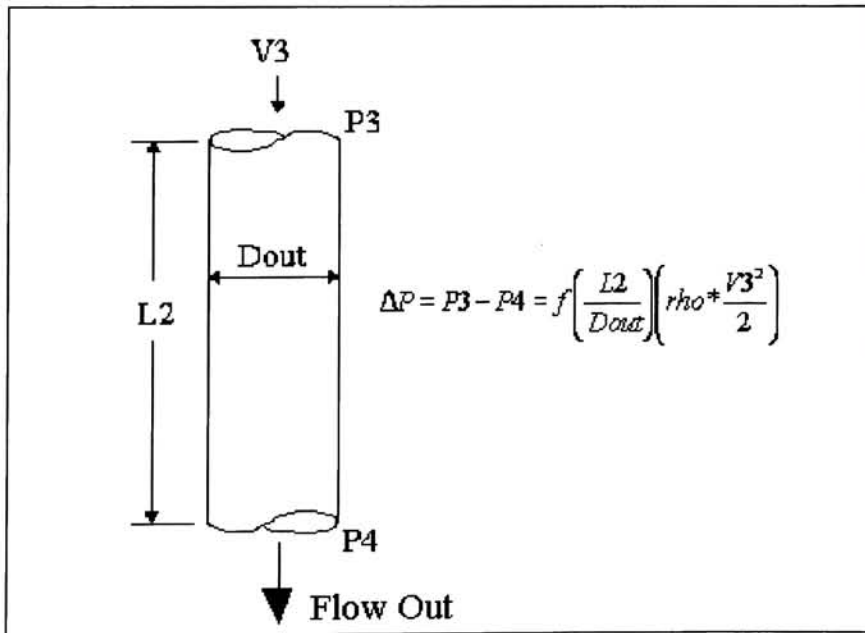 V3
P3
Dout
L2
ΔP = P3 − P4 = f(L2/Dout)(rho*V3²/2)
P4
Flow Out